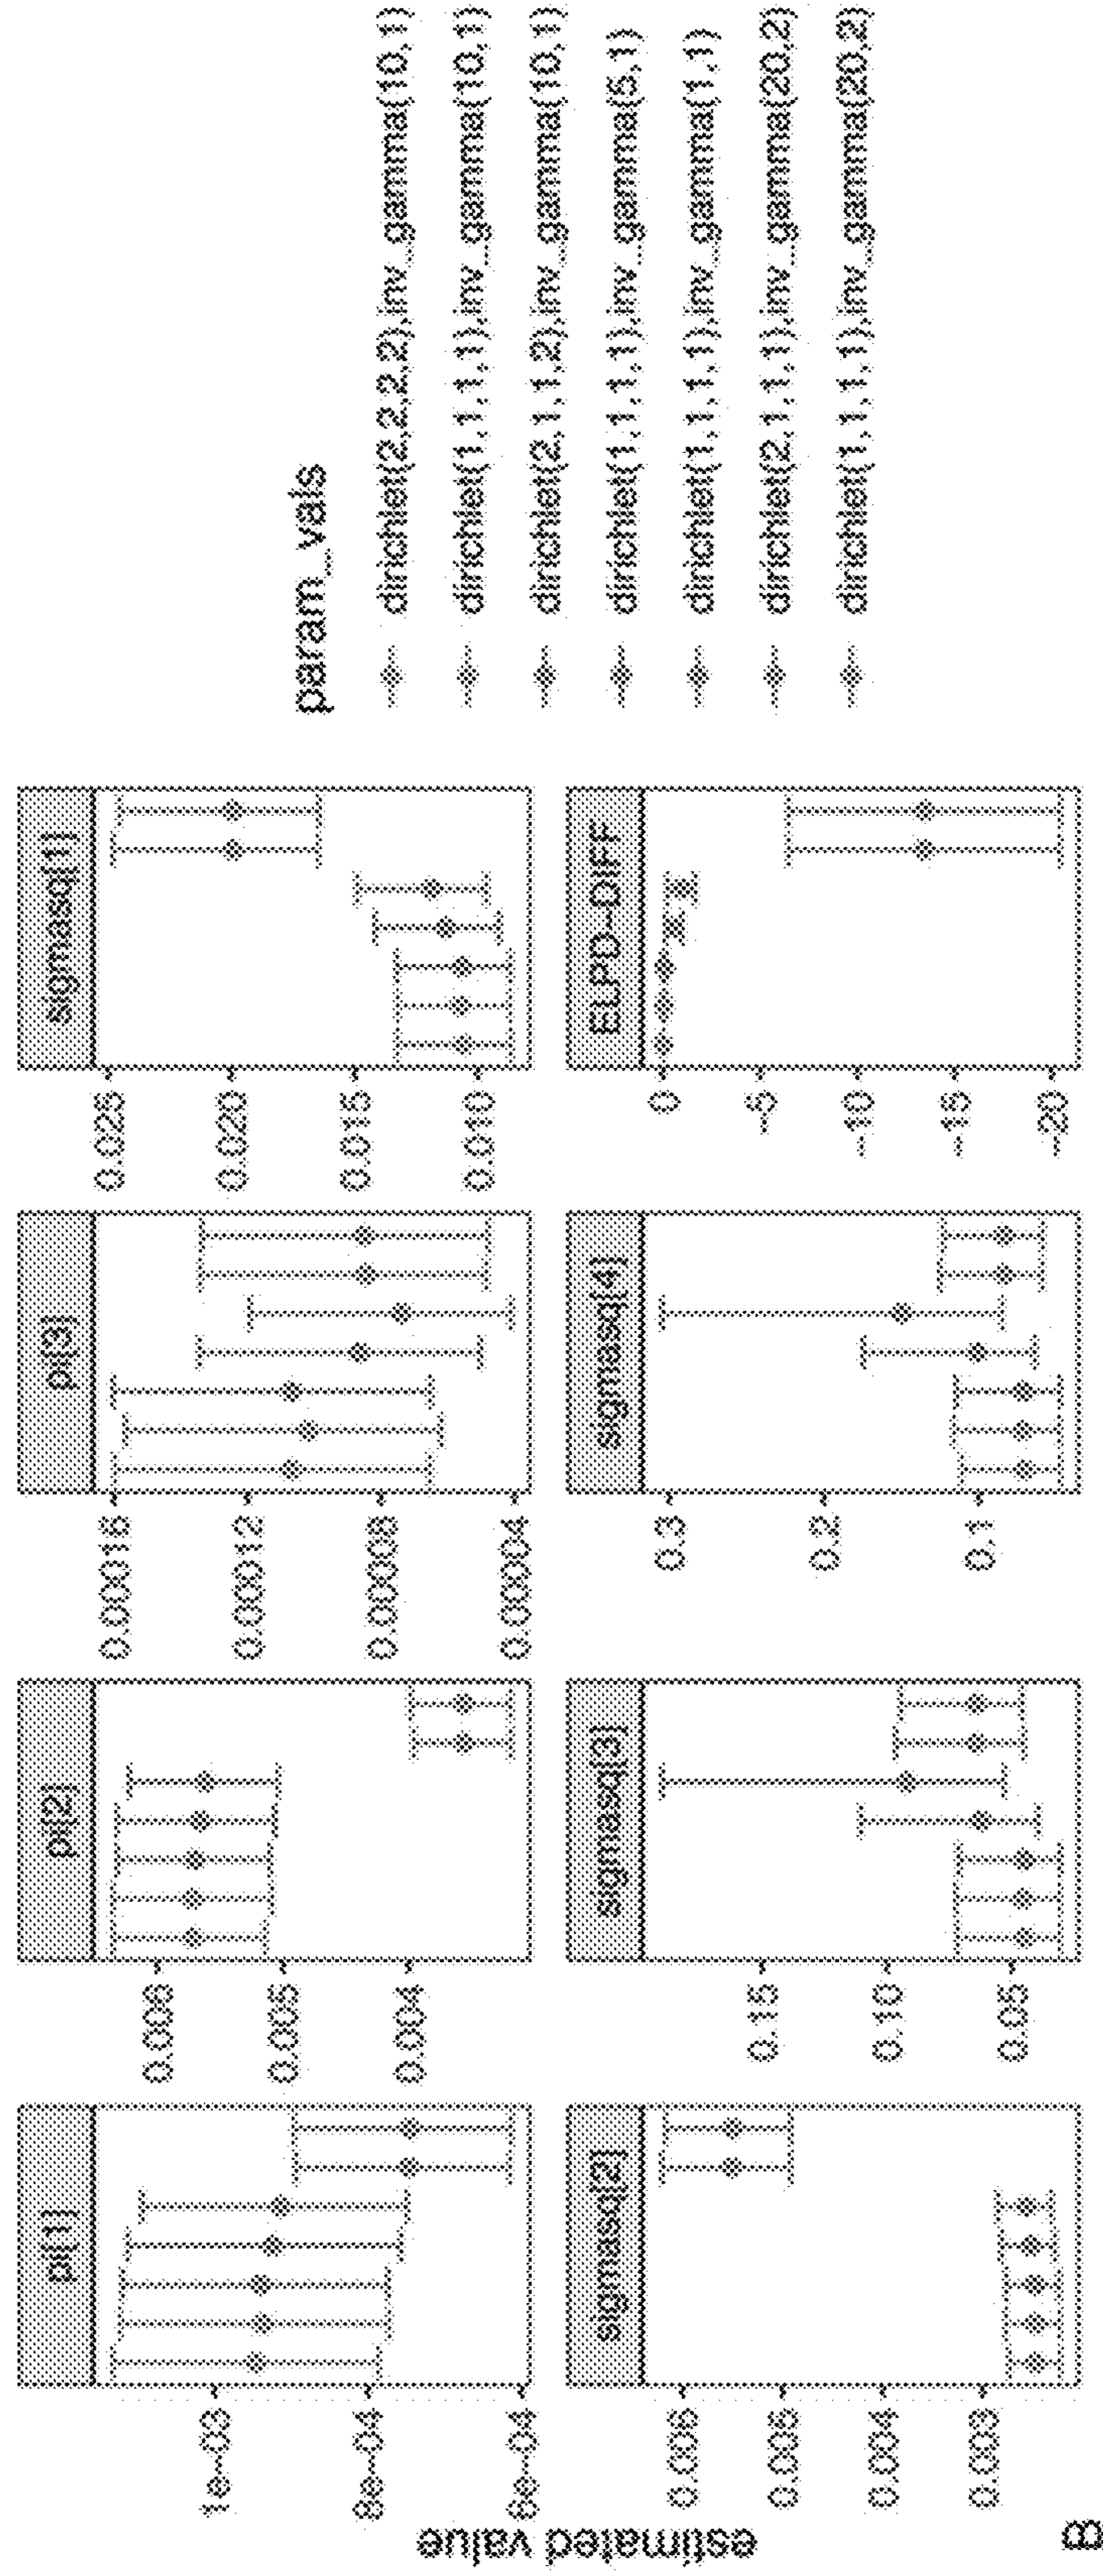 estimated value
pi[1]
1e−03
8e−04
6e−04
pi[2]
0.006
0.005
0.004
pi[3]
0.00016
0.00012
0.00008
0.00004
sigmasq[1]
0.025
0.020
0.015
0.010
sigmasq[2]
0.006
0.005
0.004
0.003
sigmasq[3]
0.15
0.10
0.05
sigmasq[4]
0.3
0.2
0.1
ELPD−DIFF
0
−5
−10
−15
−20
param_vals
dirichlet(2,2,2,2),inv_gamma(10,1)
dirichlet(1,1,1,1),inv_gamma(10,1)
dirichlet(2,1,1,2),inv_gamma(10,1)
dirichlet(1,1,1,1),inv_gamma(5,1)
dirichlet(1,1,1,1),inv_gamma(1,1)
dirichlet(2,1,1,1),inv_gamma(20,2)
dirichlet(1,1,1,1),inv_gamma(20,2)
B